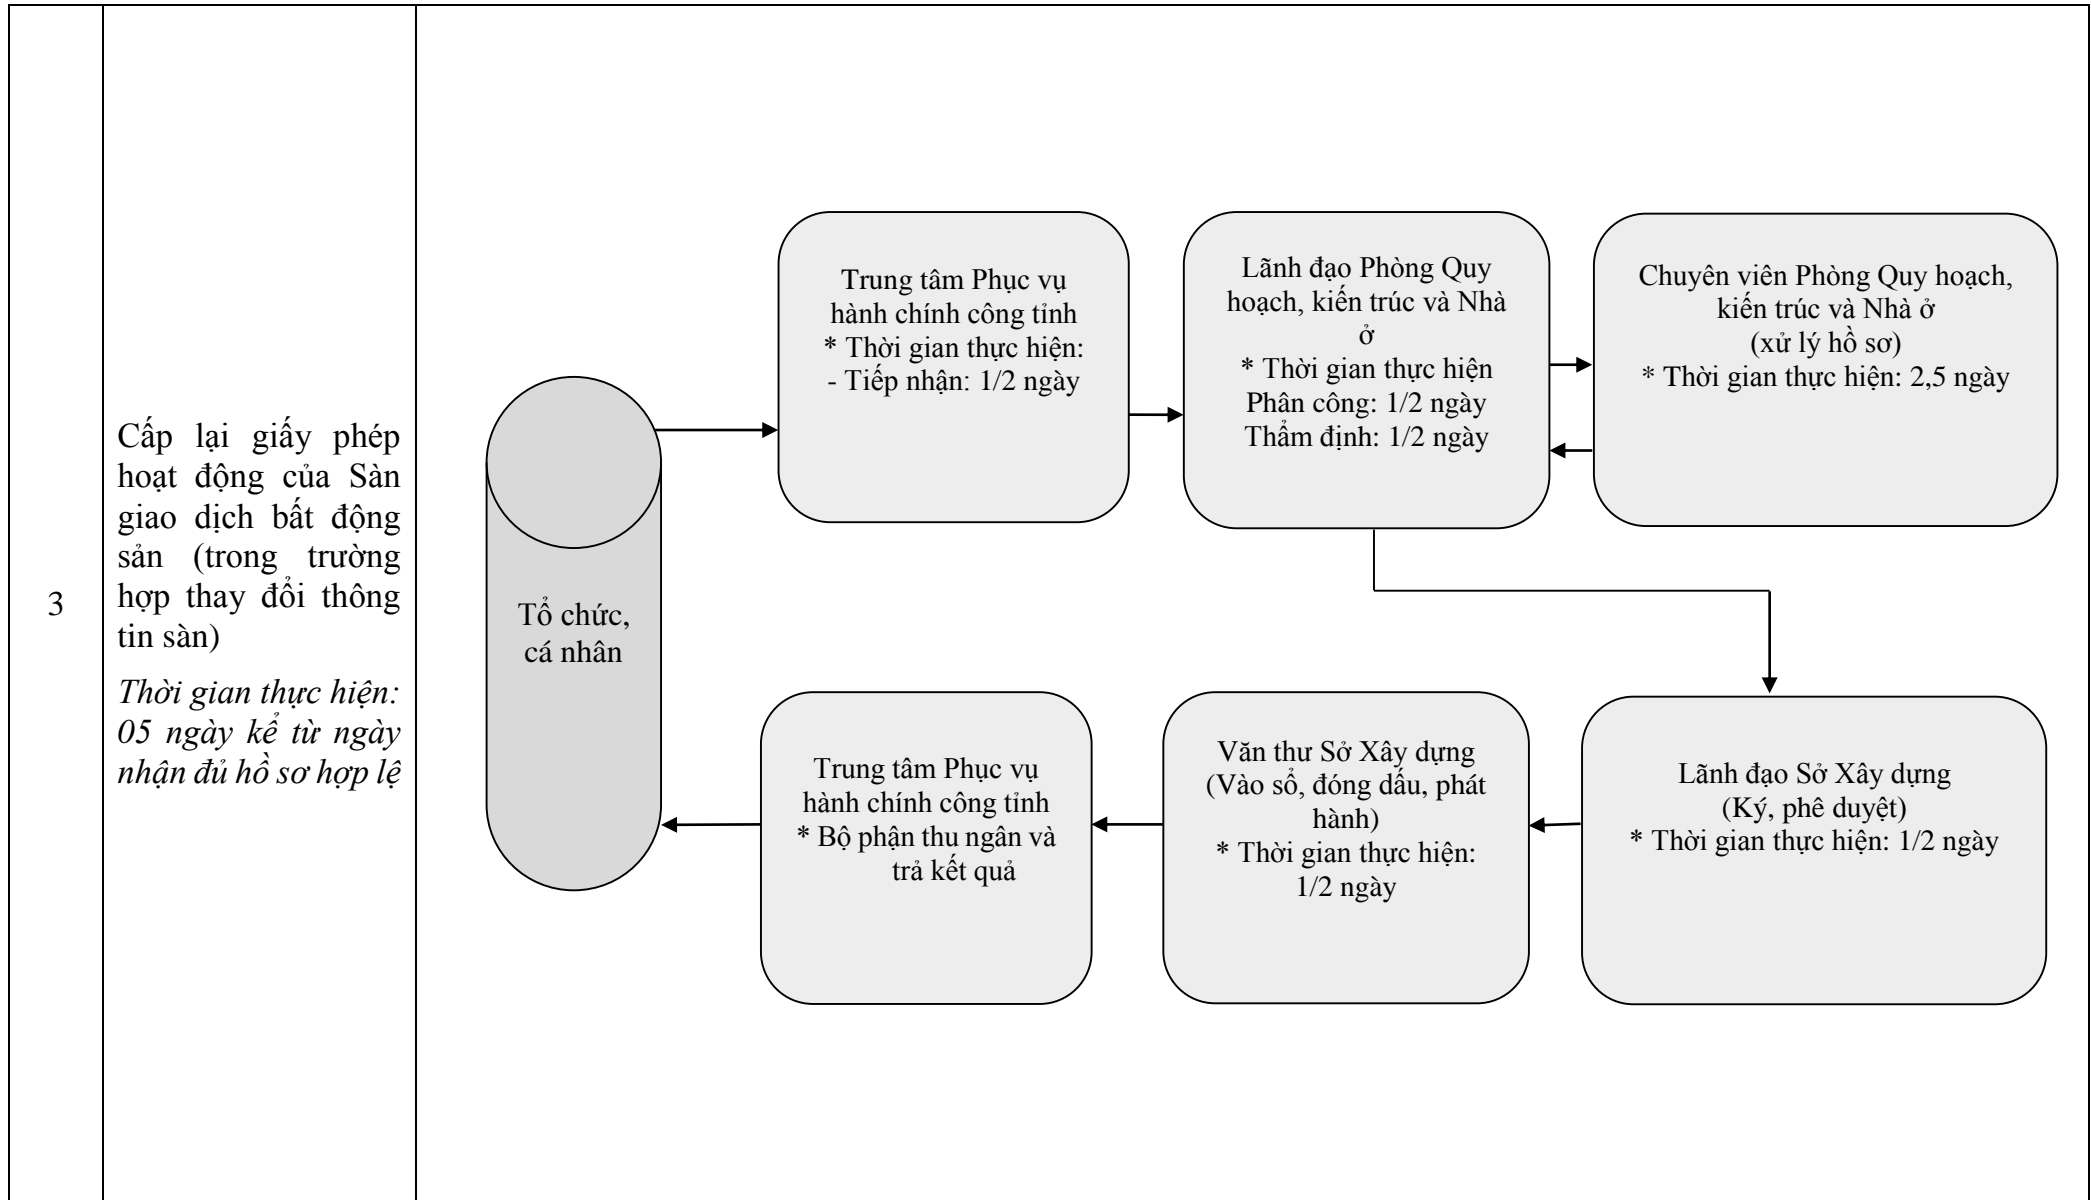 3
Cấp lại giấy phép
hoạt động của Sàn
giao dịch bất động
sản (trong trường
hợp thay đổi thông
tin sàn)
Thời gian thực hiện:
05 ngày kể từ ngày
nhận đủ hồ sơ hợp lệ
Tổ chức,
cá nhân
Trung tâm Phục vụ
hành chính công tỉnh
* Thời gian thực hiện:
- Tiếp nhận: 1/2 ngày
Lãnh đạo Phòng Quy
hoạch, kiến trúc và Nhà
ở
* Thời gian thực hiện
Phân công: 1/2 ngày
Thẩm định: 1/2 ngày
Chuyên viên Phòng Quy hoạch,
kiến trúc và Nhà ở
(xử lý hồ sơ)
* Thời gian thực hiện: 2,5 ngày
Lãnh đạo Sở Xây dựng
(Ký, phê duyệt)
* Thời gian thực hiện: 1/2 ngày
Văn thư Sở Xây dựng
(Vào sổ, đóng dấu, phát
hành)
* Thời gian thực hiện:
1/2 ngày
Trung tâm Phục vụ
hành chính công tỉnh
* Bộ phận thu ngân và
trả kết quả